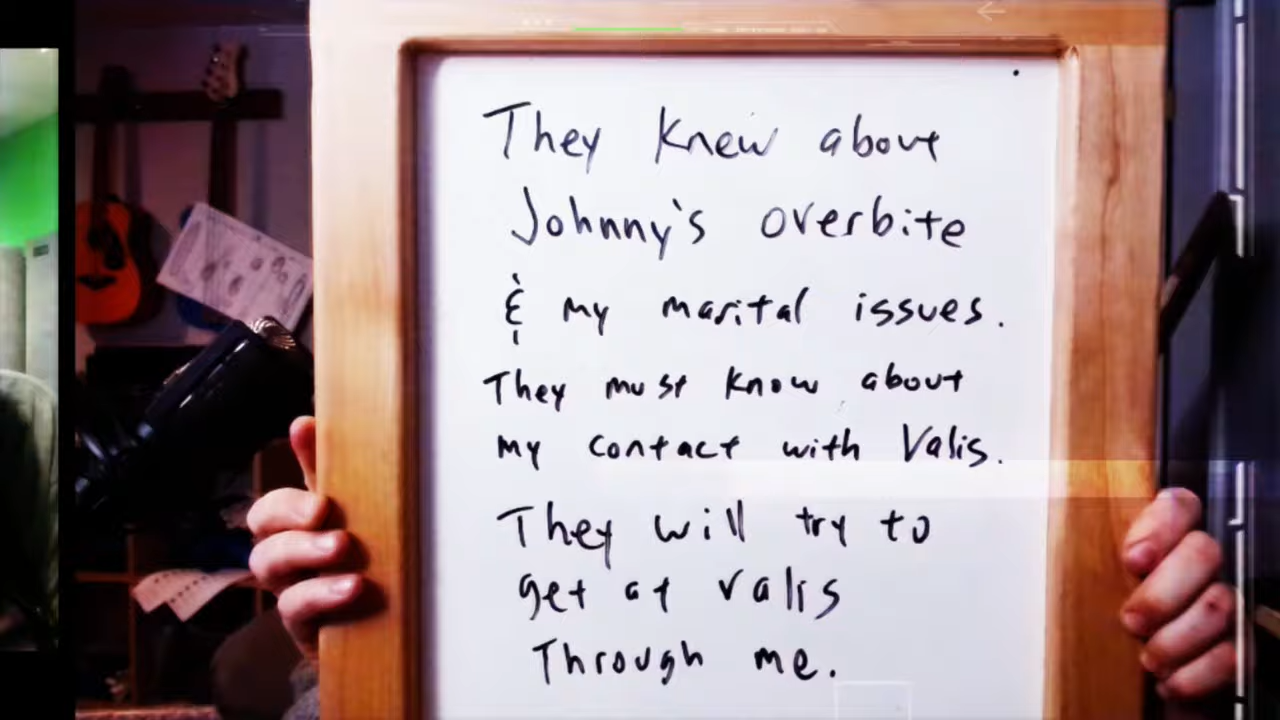 They Knew about
Johnny's overbite
& my marital issues.
They must know about
my contact with Valis.
They will try to
get at valis
Through me.